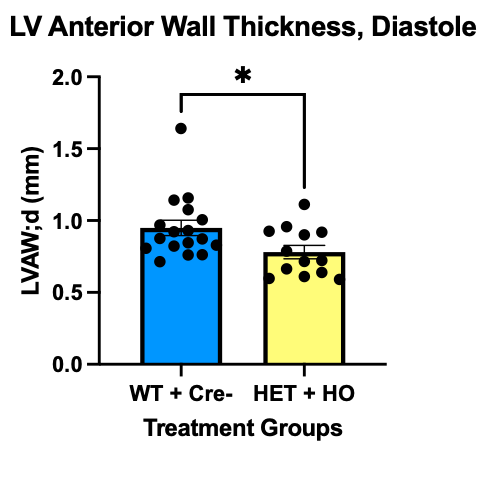 LV Anterior Wall Thickness, Diastole
*
2.0
1.5
1.0
0.5
0.0
LVAW;d (mm)
WT + Cre- HET + HO
Treatment Groups